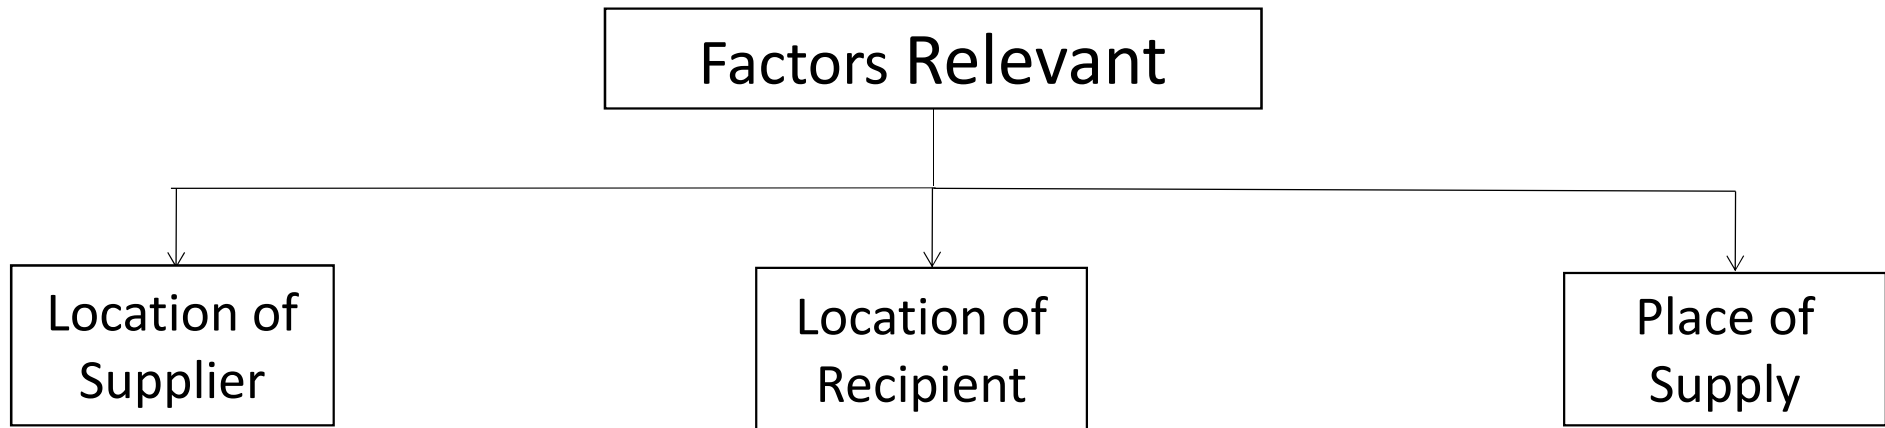 Factors Relevant
Location of
Supplier
Location of
Recipient
Place of
Supply